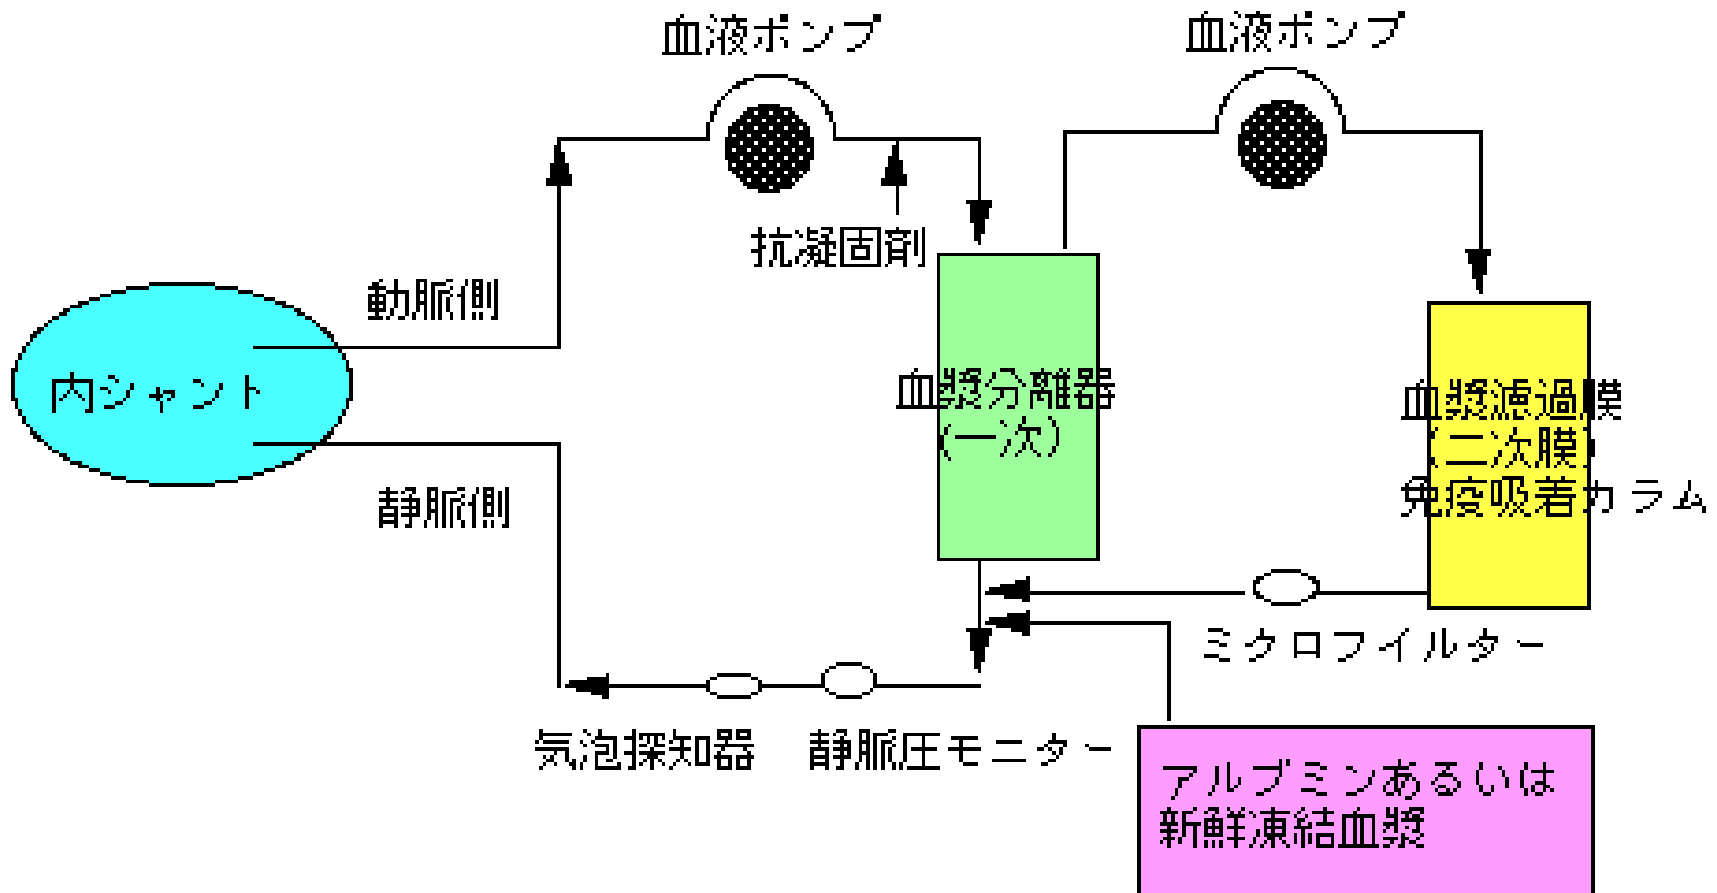 血液ポンプ
血液ポンプ
抗凝固剤
動脈側
内シャント
静脈側
血漿分離器
(一次)
血漿濾過膜
(二次膜)
免疫吸着カラム
ミクロフィルター
気泡探知器
静脈圧モニター
アルブミンあるいは
新鮮凍結血漿